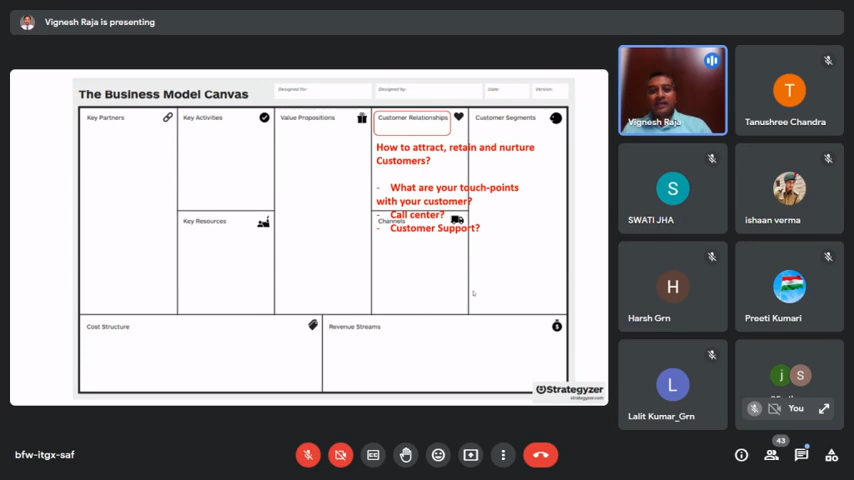 Vignesh Raja is presenting
The Business Model Canvas
Designed for:
Designed by:
Date:
Version:
Key Partners
Key Activities
Value Propositions
Customer Relationships
Customer Segments
How to attract, retain and nurture
Customers?
- What are your touch-points
with your customer?
- Call center?
- Customer Support?
Key Resources
Channels
Cost Structure
Revenue Streams
Strategyzer
strategyzer.com
Vignesh Raja
T
Tanushree Chandra
S
SWATI JHA
ishaan verma
H
Harsh Grn
Preeti Kumari
L
Lalit Kumar_Grn
j
S
You
bfw-itgx-saf
CC
43